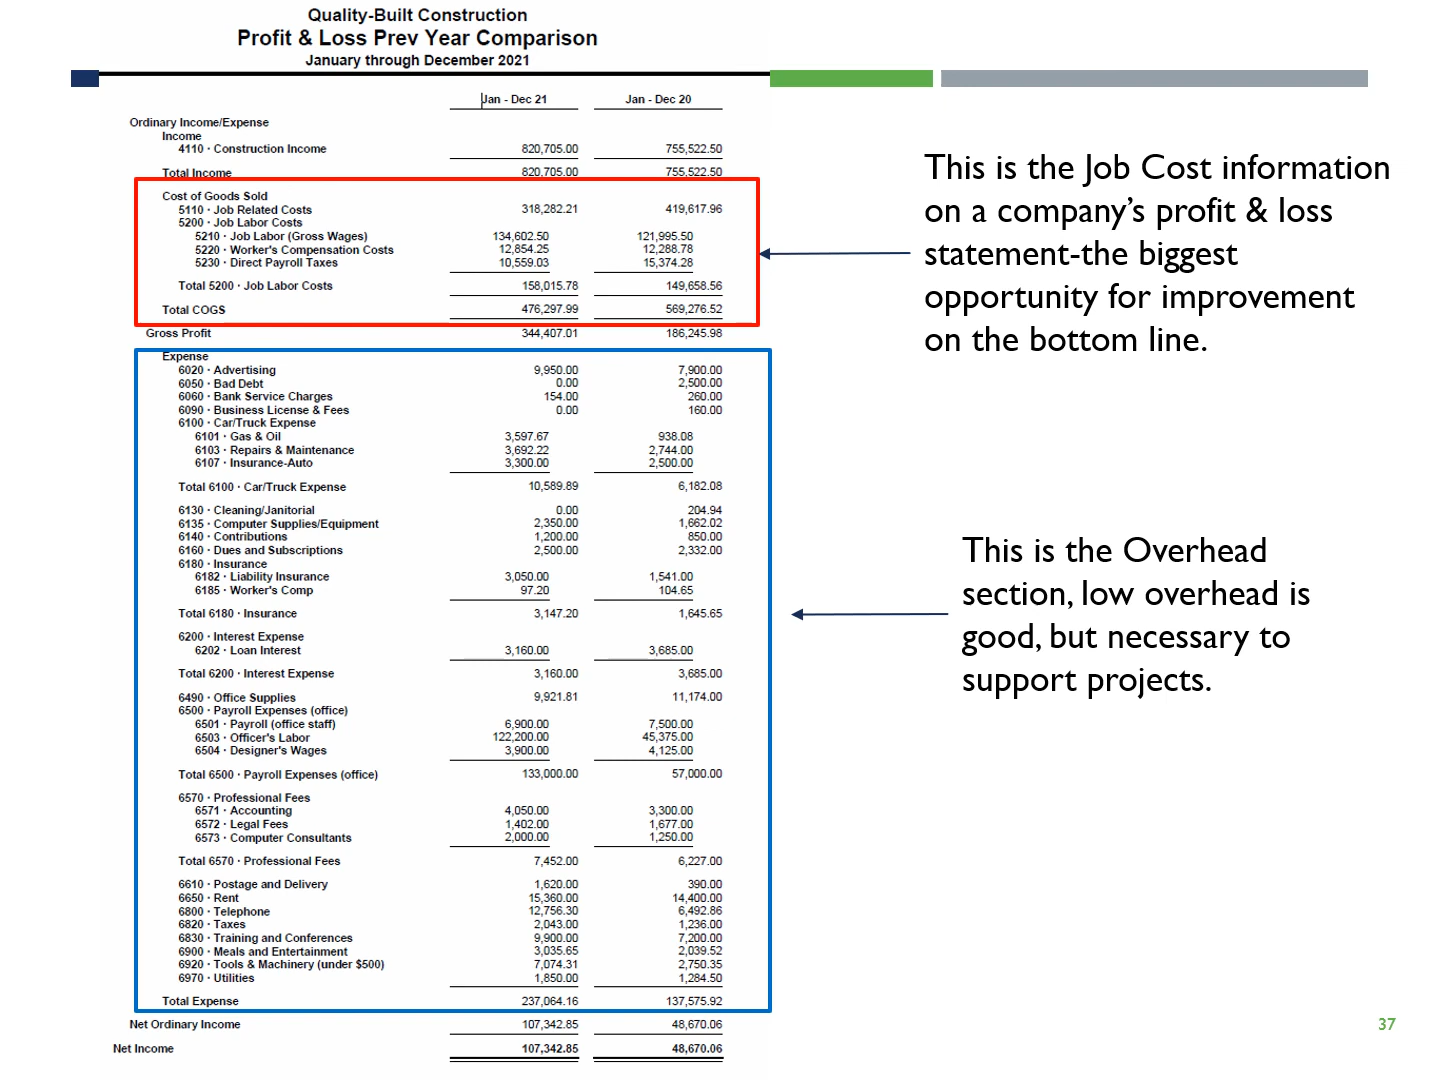 Quality-Built Construction
Profit & Loss Prev Year Comparison
January through December 2021
Jan - Dec 21 Jan - Dec 20
Ordinary Income/Expense
Income
4110 · Construction Income 820,705.00 755,522.50
Total Income 820,705.00 755,522.50
Cost of Goods Sold
5110 · Job Related Costs 318,282.21 419,617.96
5200 · Job Labor Costs
5210 · Job Labor (Gross Wages) 134,602.50 121,995.50
5220 · Worker's Compensation Costs 12,854.25 12,288.78
5230 · Direct Payroll Taxes 10,559.03 15,374.28
Total 5200 · Job Labor Costs 158,015.78 149,658.56
Total COGS 476,297.99 569,276.52
Gross Profit 344,407.01 186,245.98
Expense
6020 · Advertising 9,950.00 7,900.00
6050 · Bad Debt 0.00 2,500.00
6060 · Bank Service Charges 154.00 260.00
6090 · Business License & Fees 0.00 160.00
6100 · Car/Truck Expense
6101 · Gas & Oil 3,597.67 938.08
6103 · Repairs & Maintenance 3,692.22 2,744.00
6107 · Insurance-Auto 3,300.00 2,500.00
Total 6100 · Car/Truck Expense 10,589.89 6,182.08
6130 · Cleaning/Janitorial 0.00 204.94
6135 · Computer Supplies/Equipment 2,350.00 1,662.02
6140 · Contributions 1,200.00 850.00
6160 · Dues and Subscriptions 2,500.00 2,332.00
6180 · Insurance
6182 · Liability Insurance 3,050.00 1,541.00
6185 · Worker's Comp 97.20 104.65
Total 6180 · Insurance 3,147.20 1,645.65
6200 · Interest Expense
6202 · Loan Interest 3,160.00 3,685.00
Total 6200 · Interest Expense 3,160.00 3,685.00
6490 · Office Supplies 9,921.81 11,174.00
6500 · Payroll Expenses (office)
6501 · Payroll (office staff) 6,900.00 7,500.00
6503 · Officer's Labor 122,200.00 45,375.00
6504 · Designer's Wages 3,900.00 4,125.00
Total 6500 · Payroll Expenses (office) 133,000.00 57,000.00
6570 · Professional Fees
6571 · Accounting 4,050.00 3,300.00
6572 · Legal Fees 1,402.00 1,677.00
6573 · Computer Consultants 2,000.00 1,250.00
Total 6570 · Professional Fees 7,452.00 6,227.00
6610 · Postage and Delivery 1,620.00 390.00
6650 · Rent 15,360.00 14,400.00
6800 · Telephone 12,756.30 6,492.86
6820 · Taxes 2,043.00 1,236.00
6830 · Training and Conferences 9,900.00 7,200.00
6900 · Meals and Entertainment 3,035.65 2,039.52
6920 · Tools & Machinery (under $500) 7,074.31 2,750.35
6970 · Utilities 1,850.00 1,284.50
Total Expense 237,064.16 137,575.92
Net Ordinary Income 107,342.85 48,670.06
Net Income 107,342.85 48,670.06
This is the Job Cost information
on a company's profit & loss
statement-the biggest
opportunity for improvement
on the bottom line.
This is the Overhead
section, low overhead is
good, but necessary to
support projects.
37